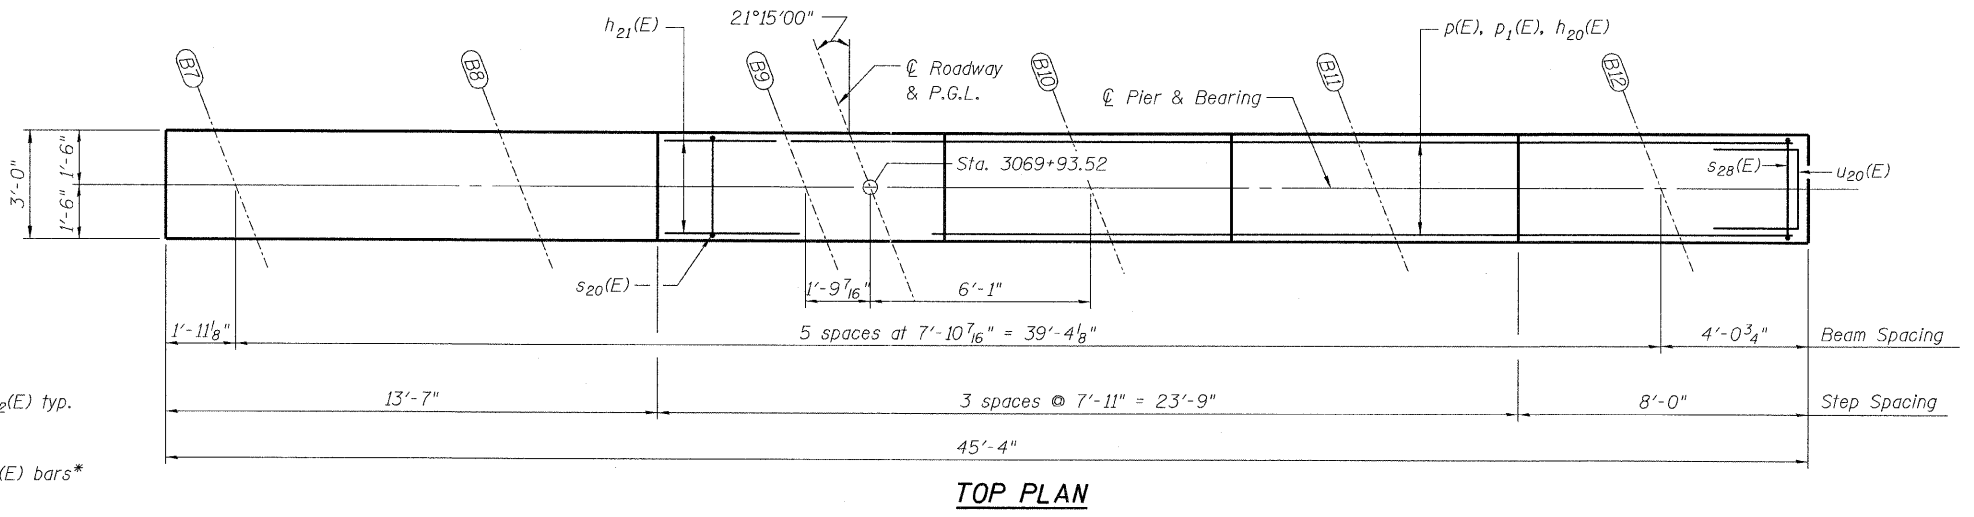 h21(E)
21°15'00"
p(E), p1(E), h20(E)
B7
B8
B9
B10
B11
B12
℄ Roadway
& P.G.L.
℄ Pier & Bearing
3'-0"
1'-6"
1'-6"
Sta. 3069+93.52
s28(E)
u20(E)
s20(E)
1'-9 7/16"
6'-1"
1'-11 1/8"
5 spaces at 7'-10 7/16" = 39'-4 1/8"
4'-0 3/4"
Beam Spacing
2(E) typ.
13'-7"
3 spaces @ 7'-11" = 23'-9"
8'-0"
Step Spacing
45'-4"
(E) bars*
TOP PLAN